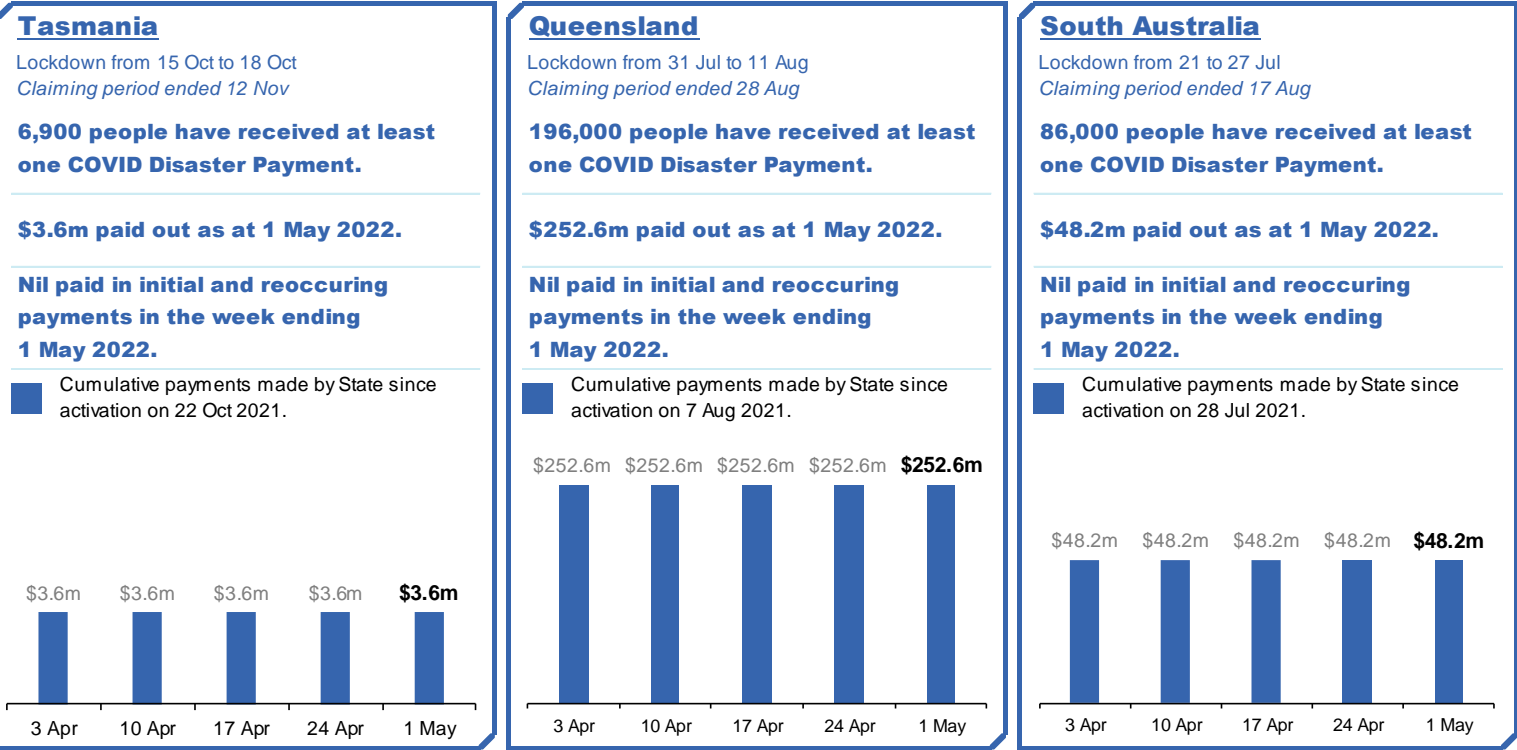 Tasmania
Lockdown from 15 Oct to 18 Oct
Claiming period ended 12 Nov
6,900 people have received at least
one COVID Disaster Payment.
$3.6m paid out as at 1 May 2022.
Nil paid in initial and reoccuring
payments in the week ending
1 May 2022.
Cumulative payments made by State since
activation on 22 Oct 2021.
$3.6m $3.6m $3.6m $3.6m $3.6m
3 Apr 10 Apr 17 Apr 24 Apr 1 May
Queensland
Lockdown from 31 Jul to 11 Aug
Claiming period ended 28 Aug
196,000 people have received at least
one COVID Disaster Payment.
$252.6m paid out as at 1 May 2022.
Nil paid in initial and reoccuring
payments in the week ending
1 May 2022.
Cumulative payments made by State since
activation on 7 Aug 2021.
$252.6m $252.6m $252.6m $252.6m $252.6m
3 Apr 10 Apr 17 Apr 24 Apr 1 May
South Australia
Lockdown from 21 to 27 Jul
Claiming period ended 17 Aug
86,000 people have received at least
one COVID Disaster Payment.
$48.2m paid out as at 1 May 2022.
Nil paid in initial and reoccuring
payments in the week ending
1 May 2022.
Cumulative payments made by State since
activation on 28 Jul 2021.
$48.2m $48.2m $48.2m $48.2m $48.2m
3 Apr 10 Apr 17 Apr 24 Apr 1 May